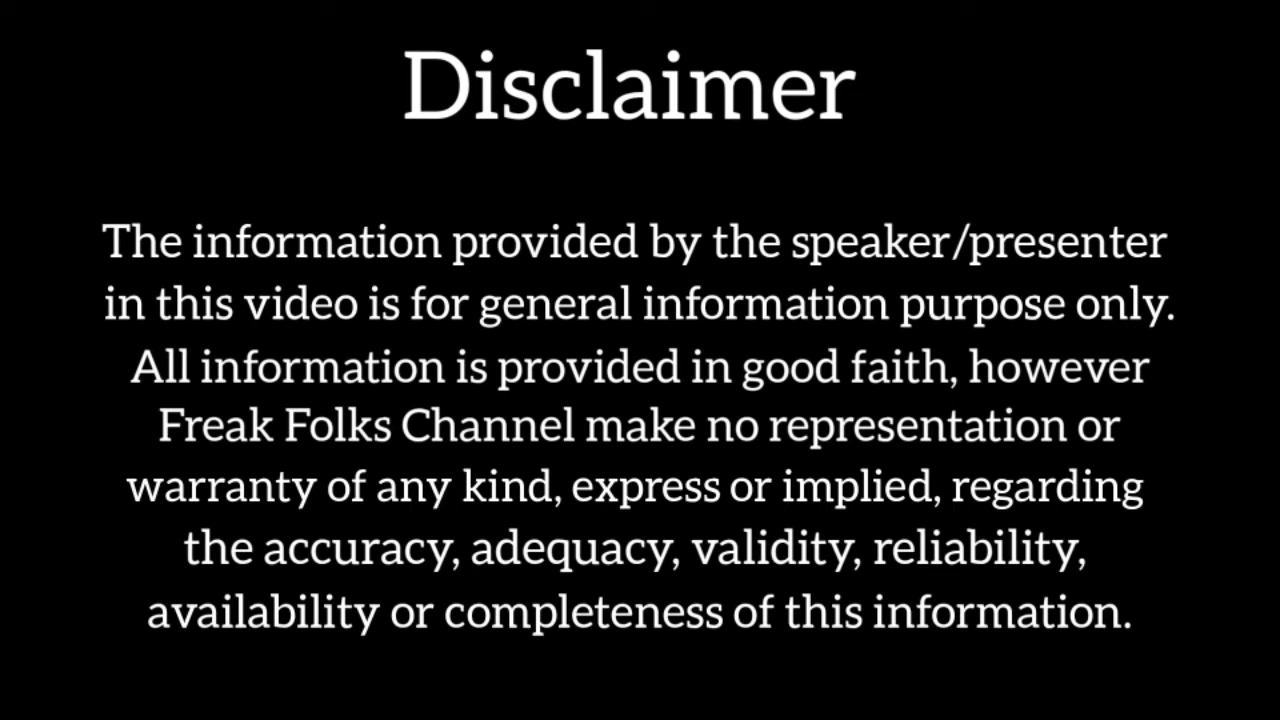 Disclaimer
The information provided by the speaker/presenter
in this video is for general information purpose only.
All information is provided in good faith, however
Freak Folks Channel make no representation or
warranty of any kind, express or implied, regarding
the accuracy, adequacy, validity, reliability,
availability or completeness of this information.